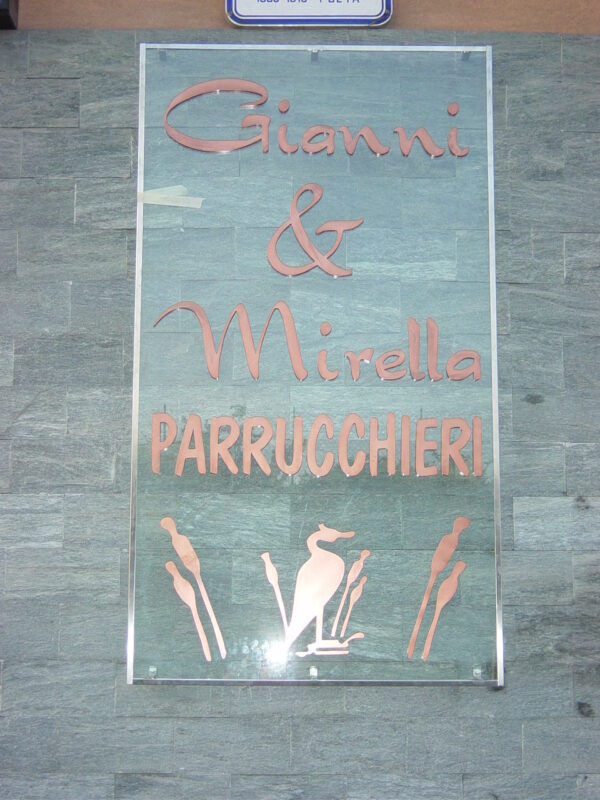 Gianni
&
Mirella
PARRUCCHIERI